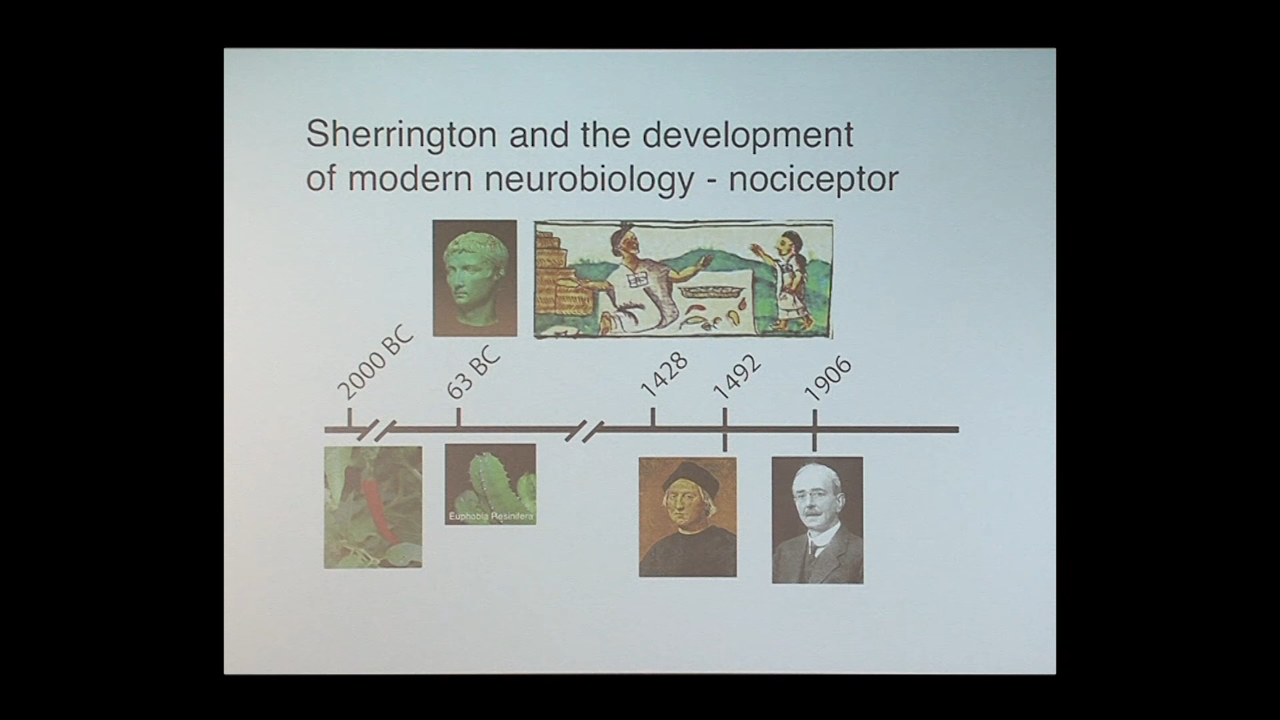 Sherrington and the development
of modern neurobiology - nociceptor
2000 BC
63 BC
1428
1492
1906
Euphobia Resinifera